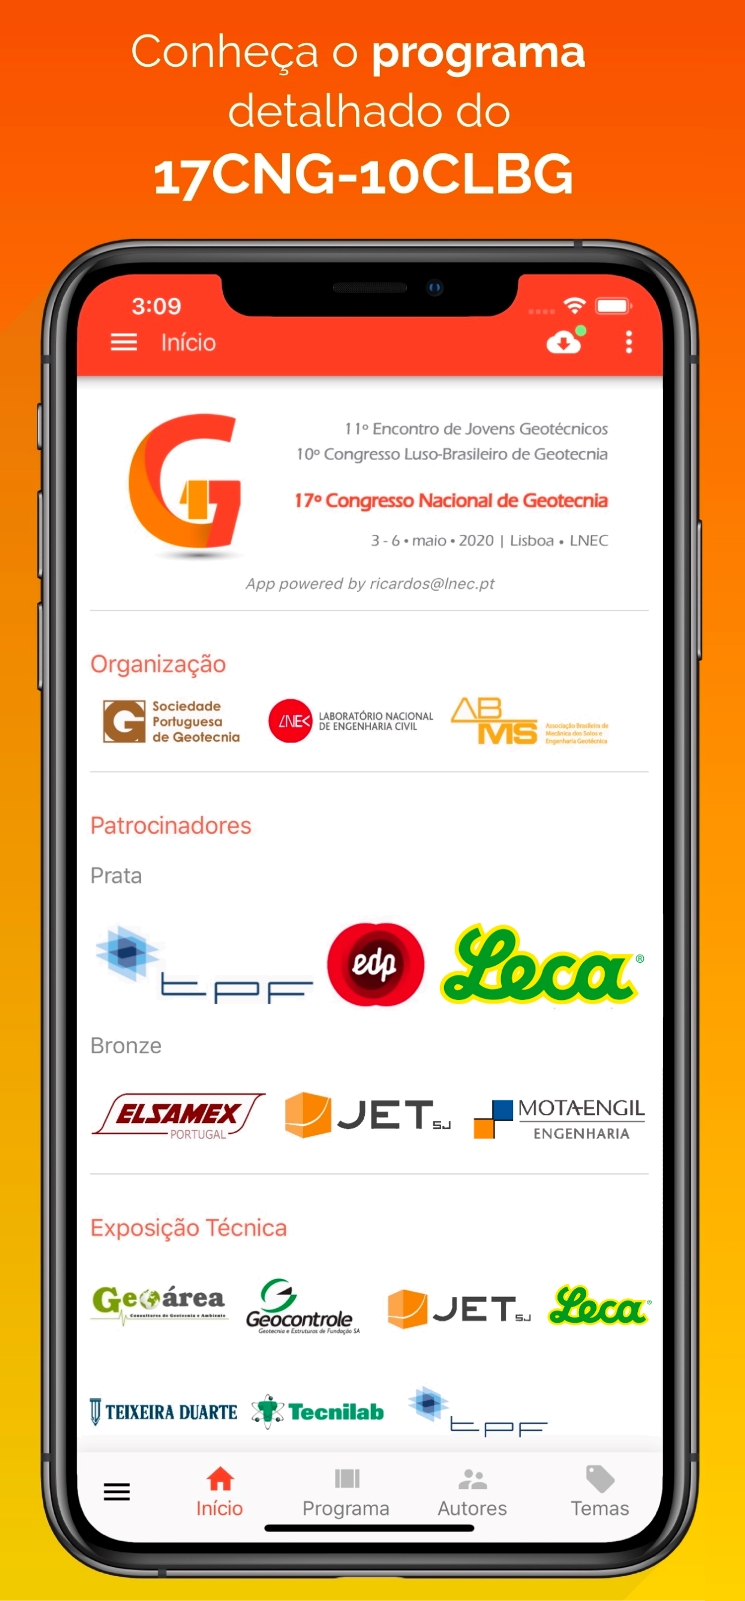 Conheça o programa
detalhado do
17CNG-10CLBG
3:09
Início
11º Encontro de Jovens Geotécnicos
10º Congresso Luso-Brasileiro de Geotecnia
17º Congresso Nacional de Geotecnia
3 - 6 • maio • 2020 | Lisboa • LNEC
App powered by ricardos@lnec.pt
Organização
Sociedade
Portuguesa
de Geotecnia
LNEC
LABORATÓRIO NACIONAL
DE ENGENHARIA CIVIL
ABMS
Associação Brasileira de
Mecânica dos Solos e
Engenharia Geotécnica
Patrocinadores
Prata
tpf
edp
Leca®
Bronze
ELSAMEX
PORTUGAL
JET SJ
MOTA-ENGIL
ENGENHARIA
Exposição Técnica
Geoárea
Consultores de Geotecnia e Ambiente
Geocontrole
Geotecnia e Estruturas de Fundação SA
JET SJ
Leca®
TEIXEIRA DUARTE
Tecnilab
tpf
Início
Programa
Autores
Temas